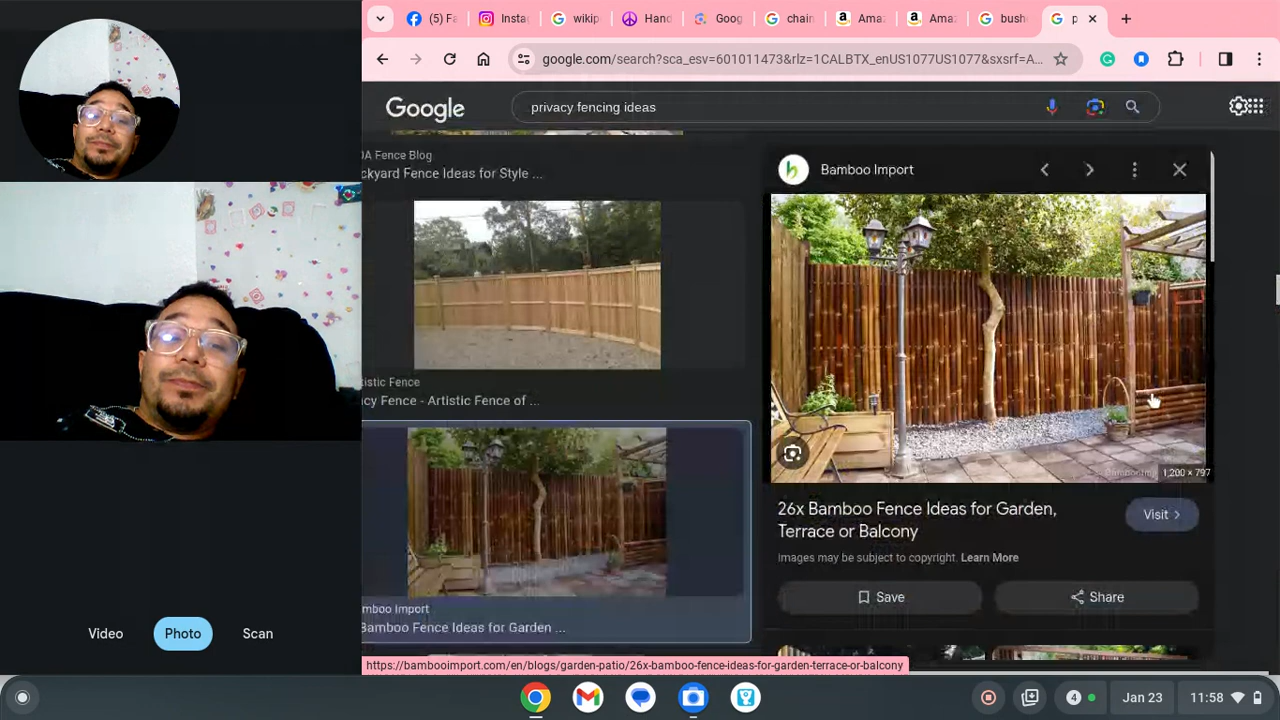 (5) Fa
Insta
wikip
Hand
Goog
chain
Amaz
Ama
bush
p
google.com/search?sca_esv=601011473&rlz=1CALBTX_enUS1077US1077&sxsrf=A...
Google
privacy fencing ideas
A Fence Blog
ckyard Fence Ideas for Style ...
Bamboo Import
tistic Fence
cy Fence - Artistic Fence of ...
1,200 × 797
26x Bamboo Fence Ideas for Garden,
Terrace or Balcony
Visit
Images may be subject to copyright. Learn More
Save
Share
mboo Import
Bamboo Fence Ideas for Garden ...
Video
Photo
Scan
https://bambooimport.com/en/blogs/garden-patio/26x-bamboo-fence-ideas-for-garden-terrace-or-balcony
4
Jan 23
11:58